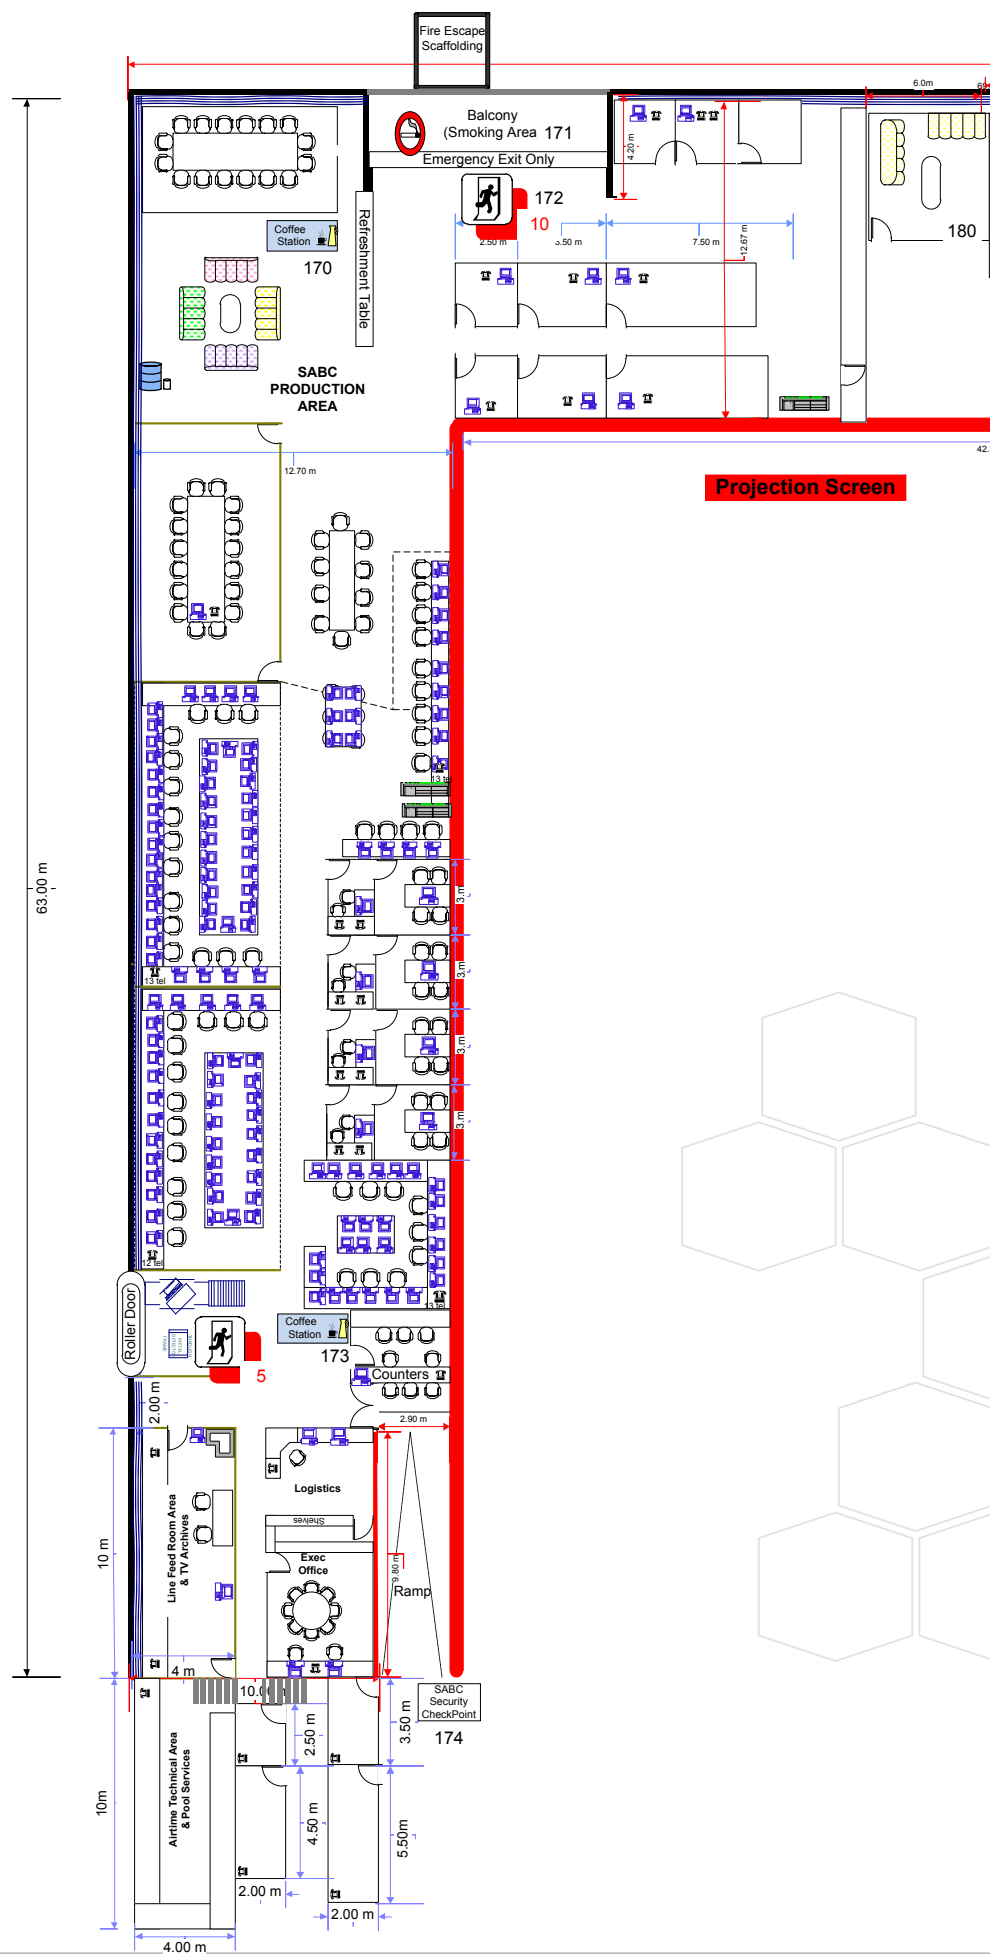 Fire Escape
Scaffolding
6.0m
Balcony
(Smoking Area
171
Emergency Exit Only
4.20 m
172
10
2.50 m
3.50 m
7.50 m
12.67 m
180
Coffee
Station
170
Refreshment Table
SABC
PRODUCTION
AREA
12.70 m
42.
Projection Screen
13 tel
63.00 m
3.m
3.m
3.m
3.m
13 tel
12 tel
13 tel
Roller Door
Coffee
Station
173
5
Counters
2.00 m
2.90 m
10 m
Line Feed Room Area
& TV Archives
Logistics
Shelves
Exec
Office
9.80 m
Ramp
4 m
10.00 m
SABC
Security
CheckPoint
174
3.50 m
2.50 m
Airtime Technical Area
& Pool Services
10m
4.50 m
5.50m
2.00 m
2.00 m
4.00 m